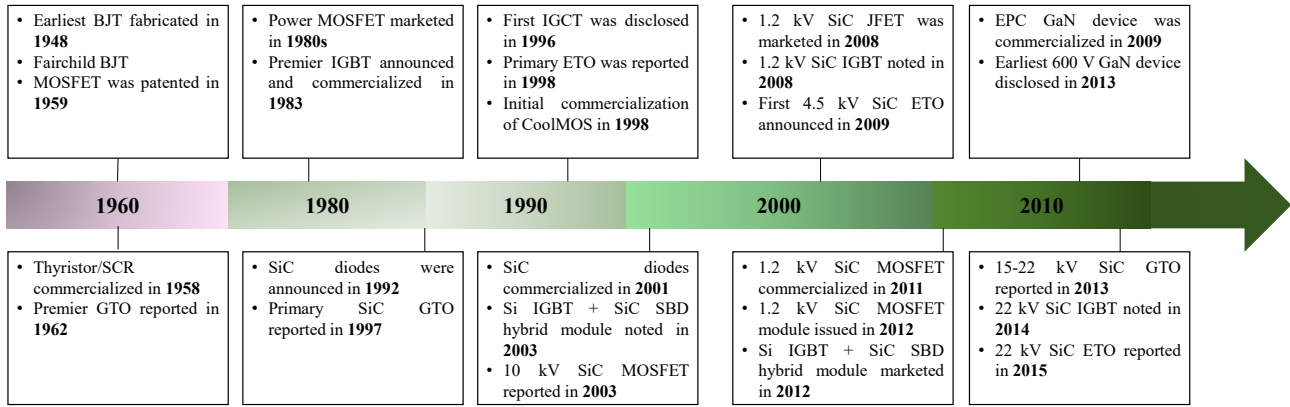 • Earliest BJT fabricated in
1948
• Fairchild BJT
• MOSFET was patented in
1959
• Power MOSFET marketed
in 1980s
• Premier IGBT announced
and commercialized in
1983
• First IGCT was disclosed
in 1996
• Primary ETO was reported
in 1998
• Initial commercialization
of CoolMOS in 1998
• 1.2 kV SiC JFET was
marketed in 2008
• 1.2 kV SiC IGBT noted in
2008
• First 4.5 kV SiC ETO
announced in 2009
• EPC GaN device was
commercialized in 2009
• Earliest 600 V GaN device
disclosed in 2013
1960
1980
1990
2000
2010
• Thyristor/SCR
commercialized in 1958
• Premier GTO reported in
1962
• SiC diodes were
announced in 1992
• Primary SiC GTO
reported in 1997
• SiC diodes
commercialized in 2001
• Si IGBT + SiC SBD
hybrid module noted in
2003
• 10 kV SiC MOSFET
reported in 2003
• 1.2 kV SiC MOSFET
commercialized in 2011
• 1.2 kV SiC MOSFET
module issued in 2012
• Si IGBT + SiC SBD
hybrid module marketed
in 2012
• 15-22 kV SiC GTO
reported in 2013
• 22 kV SiC IGBT noted in
2014
• 22 kV SiC ETO reported
in 2015